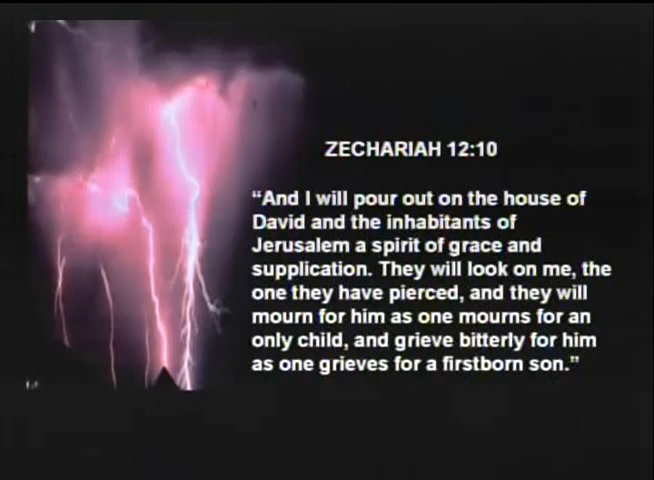 ZECHARIAH 12:10
“And I will pour out on the house of
David and the inhabitants of
Jerusalem a spirit of grace and
supplication. They will look on me, the
one they have pierced, and they will
mourn for him as one mourns for an
only child, and grieve bitterly for him
as one grieves for a firstborn son.”